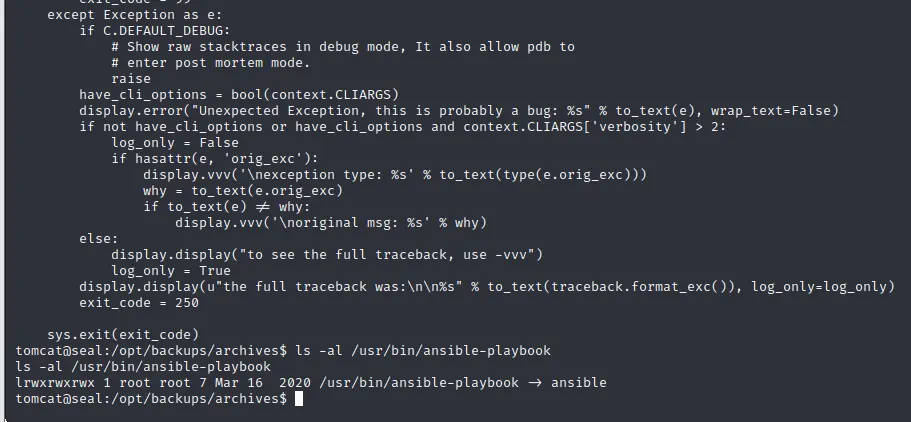 exit_code = 99
    except Exception as e:
        if C.DEFAULT_DEBUG:
            # Show raw stacktraces in debug mode, It also allow pdb to
            # enter post mortem mode.
            raise
        have_cli_options = bool(context.CLIARGS)
        display.error("Unexpected Exception, this is probably a bug: %s" % to_text(e), wrap_text=False)
        if not have_cli_options or have_cli_options and context.CLIARGS['verbosity'] > 2:
            log_only = False
            if hasattr(e, 'orig_exc'):
                display.vvv('\nexception type: %s' % to_text(type(e.orig_exc)))
                why = to_text(e.orig_exc)
                if to_text(e) ≠ why:
                    display.vvv('\noriginal msg: %s' % why)
        else:
            display.display("to see the full traceback, use -vvv")
            log_only = True
        display.display(u"the full traceback was:\n\n%s" % to_text(traceback.format_exc()), log_only=log_only)
        exit_code = 250
    sys.exit(exit_code)
tomcat@seal:/opt/backups/archives$ ls -al /usr/bin/ansible-playbook
ls -al /usr/bin/ansible-playbook
lrwxrwxrwx 1 root root 7 Mar 16  2020 /usr/bin/ansible-playbook → ansible
tomcat@seal:/opt/backups/archives$